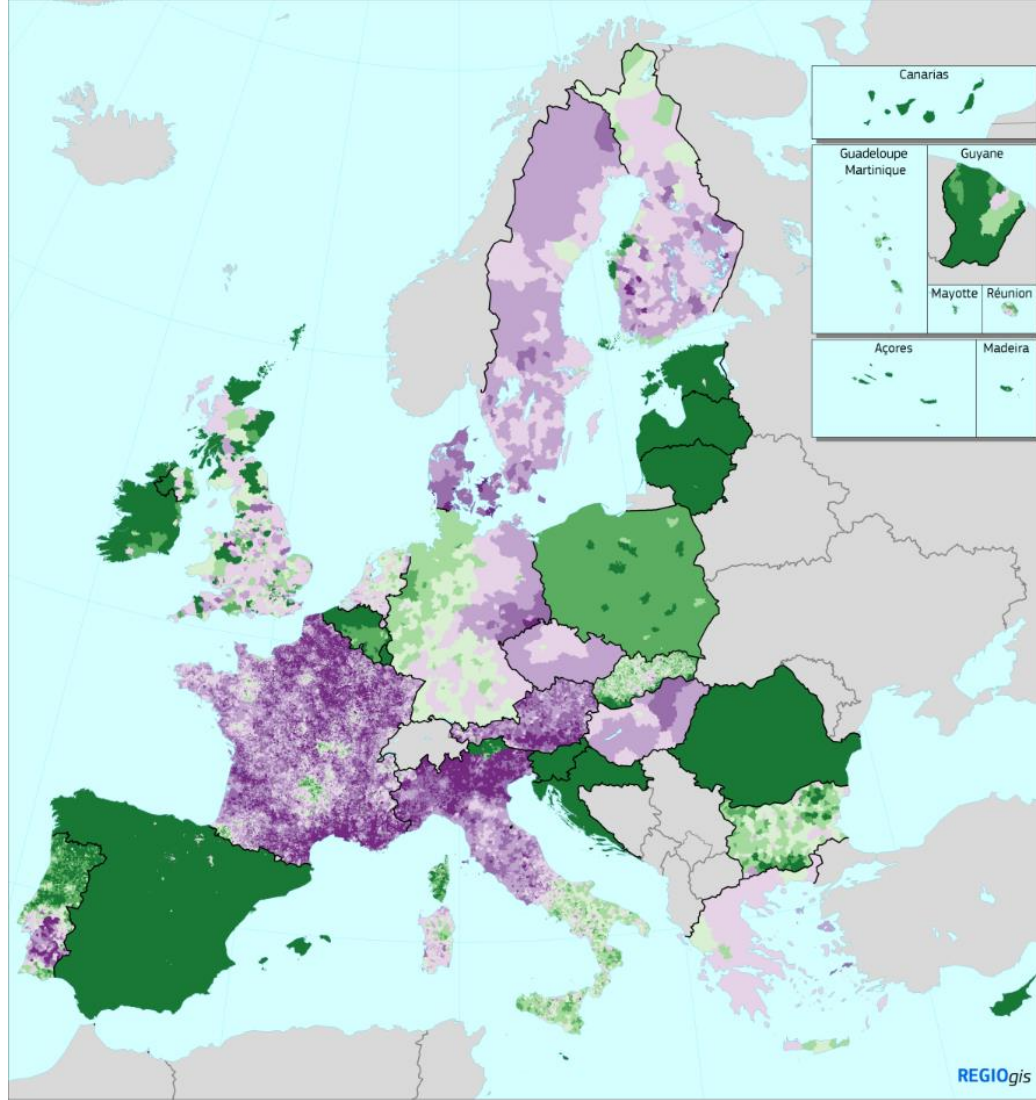 Canarias
Guadeloupe
Martinique
Guyane
Mayotte
Réunion
Açores
Madeira
REGIOgis